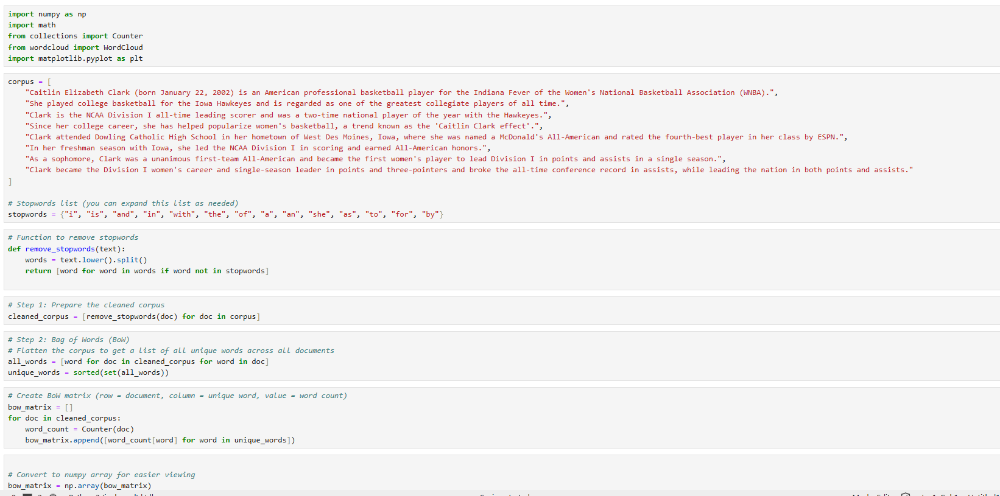 import numpy as np
import math
from collections import Counter
from wordcloud import WordCloud
import matplotlib.pyplot as plt
corpus = [
    "Caitlin Elizabeth Clark (born January 22, 2002) is an American professional basketball player for the Indiana Fever of the Women's National Basketball Association (WNBA).",
    "She played college basketball for the Iowa Hawkeyes and is regarded as one of the greatest collegiate players of all time.",
    "Clark is the NCAA Division I all-time leading scorer and was a two-time national player of the year with the Hawkeyes.",
    "Since her college career, she has helped popularize women's basketball, a trend known as the 'Caitlin Clark effect'.",
    "Clark attended Dowling Catholic High School in her hometown of West Des Moines, Iowa, where she was named a McDonald's All-American and rated the fourth-best player in her class by ESPN.",
    "In her freshman season with Iowa, she led the NCAA Division I in scoring and earned All-American honors.",
    "As a sophomore, Clark was a unanimous first-team All-American and became the first women's player to lead Division I in points and assists in a single season.",
    "Clark became the Division I women's career and single-season leader in points and three-pointers and broke the all-time conference record in assists, while leading the nation in both points and assists."
]
# Stopwords list (you can expand this list as needed)
stopwords = {"i", "is", "and", "in", "with", "the", "of", "a", "an", "she", "as", "to", "for", "by"}
# Function to remove stopwords
def remove_stopwords(text):
    words = text.lower().split()
    return [word for word in words if word not in stopwords]
# Step 1: Prepare the cleaned corpus
cleaned_corpus = [remove_stopwords(doc) for doc in corpus]
# Step 2: Bag of Words (BoW)
# Flatten the corpus to get a list of all unique words across all documents
all_words = [word for doc in cleaned_corpus for word in doc]
unique_words = sorted(set(all_words))
# Create BoW matrix (row = document, column = unique word, value = word count)
bow_matrix = []
for doc in cleaned_corpus:
    word_count = Counter(doc)
    bow_matrix.append([word_count[word] for word in unique_words])
# Convert to numpy array for easier viewing
bow_matrix = np.array(bow_matrix)